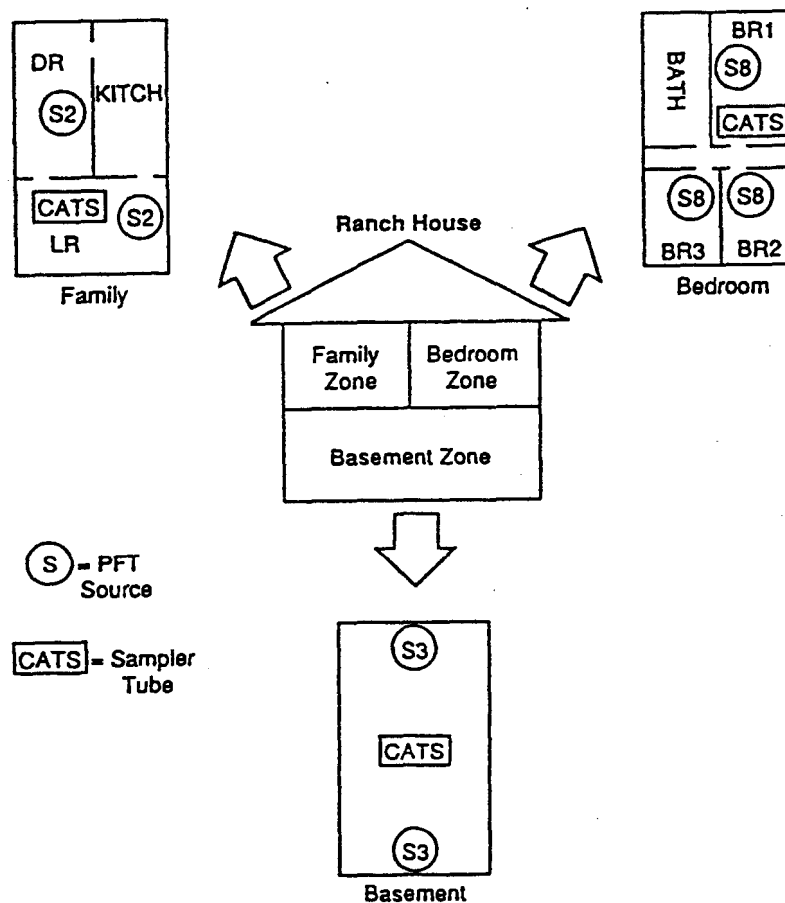 DR
KITCH
S2
CATS
S2
LR
Family
BR1
BATH
S8
CATS
S8
S8
BR3
BR2
Bedroom
Ranch House
Family
Zone
Bedroom
Zone
Basement Zone
S = PFT
Source
CATS = Sampler
Tube
S3
CATS
S3
Basement